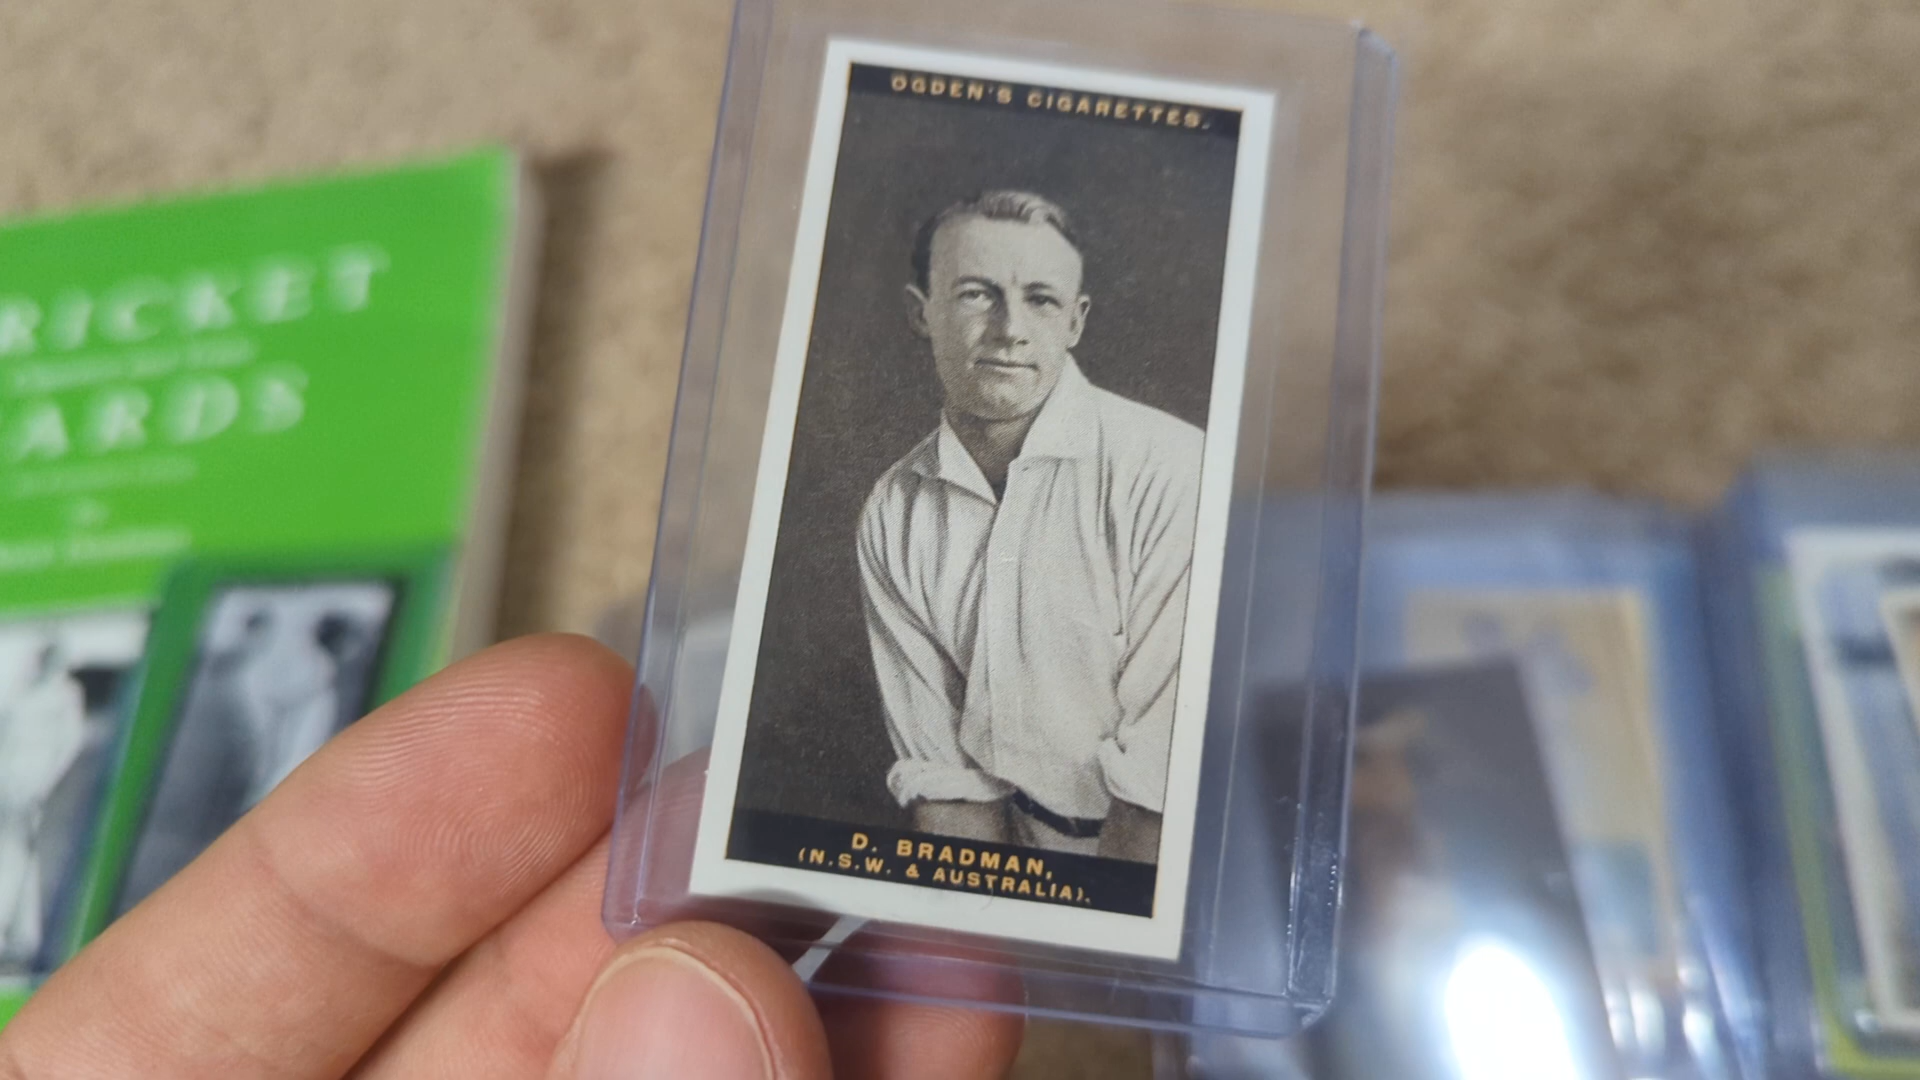 OGDEN'S CIGARETTES.
D. BRADMAN,
(N.S.W. & AUSTRALIA).
RICKET
ARDS